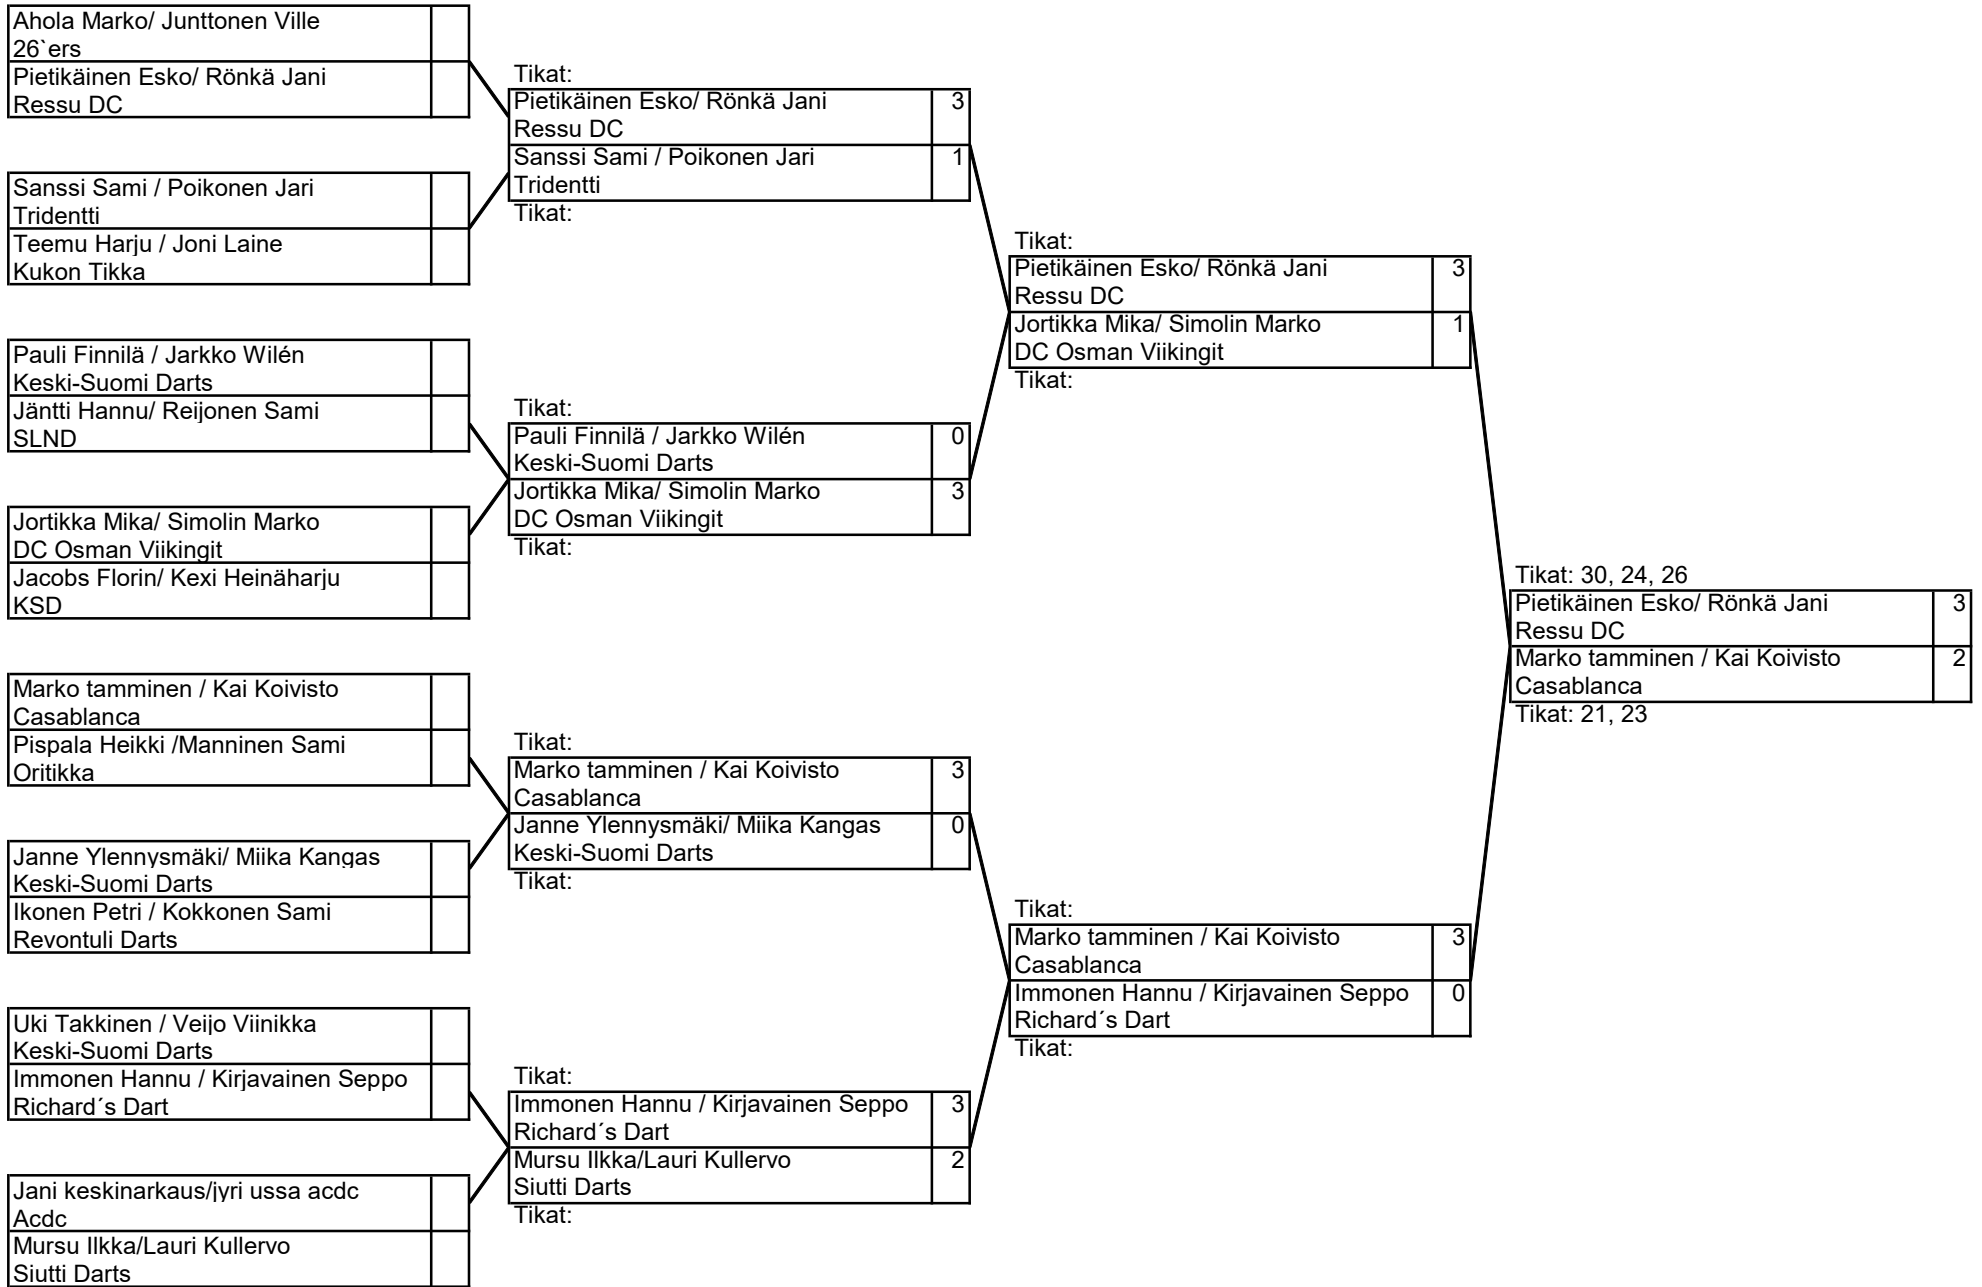 Ahola Marko/ Junttonen Ville
26`ers
Pietikäinen Esko/ Rönkä Jani
Ressu DC
Sanssi Sami / Poikonen Jari
Tridentti
Teemu Harju / Joni Laine
Kukon Tikka
Pauli Finnilä / Jarkko Wilén
Keski-Suomi Darts
Jäntti Hannu/ Reijonen Sami
SLND
Jortikka Mika/ Simolin Marko
DC Osman Viikingit
Jacobs Florin/ Kexi Heinäharju
KSD
Marko tamminen / Kai Koivisto
Casablanca
Pispala Heikki /Manninen Sami
Oritikka
Janne Ylennysmäki/ Miika Kangas
Keski-Suomi Darts
Ikonen Petri / Kokkonen Sami
Revontuli Darts
Uki Takkinen / Veijo Viinikka
Keski-Suomi Darts
Immonen Hannu / Kirjavainen Seppo
Richard´s Dart
Jani keskinarkaus/jyri ussa acdc
Acdc
Mursu Ilkka/Lauri Kullervo
Siutti Darts
Tikat:
Pietikäinen Esko/ Rönkä Jani 3
Ressu DC
Sanssi Sami / Poikonen Jari 1
Tridentti
Tikat:
Tikat:
Pauli Finnilä / Jarkko Wilén 0
Keski-Suomi Darts
Jortikka Mika/ Simolin Marko 3
DC Osman Viikingit
Tikat:
Tikat:
Marko tamminen / Kai Koivisto 3
Casablanca
Janne Ylennysmäki/ Miika Kangas 0
Keski-Suomi Darts
Tikat:
Tikat:
Immonen Hannu / Kirjavainen Seppo 3
Richard´s Dart
Mursu Ilkka/Lauri Kullervo 2
Siutti Darts
Tikat:
Tikat:
Pietikäinen Esko/ Rönkä Jani 3
Ressu DC
Jortikka Mika/ Simolin Marko 1
DC Osman Viikingit
Tikat:
Tikat:
Marko tamminen / Kai Koivisto 3
Casablanca
Immonen Hannu / Kirjavainen Seppo 0
Richard´s Dart
Tikat:
Tikat: 30, 24, 26
Pietikäinen Esko/ Rönkä Jani 3
Ressu DC
Marko tamminen / Kai Koivisto 2
Casablanca
Tikat: 21, 23